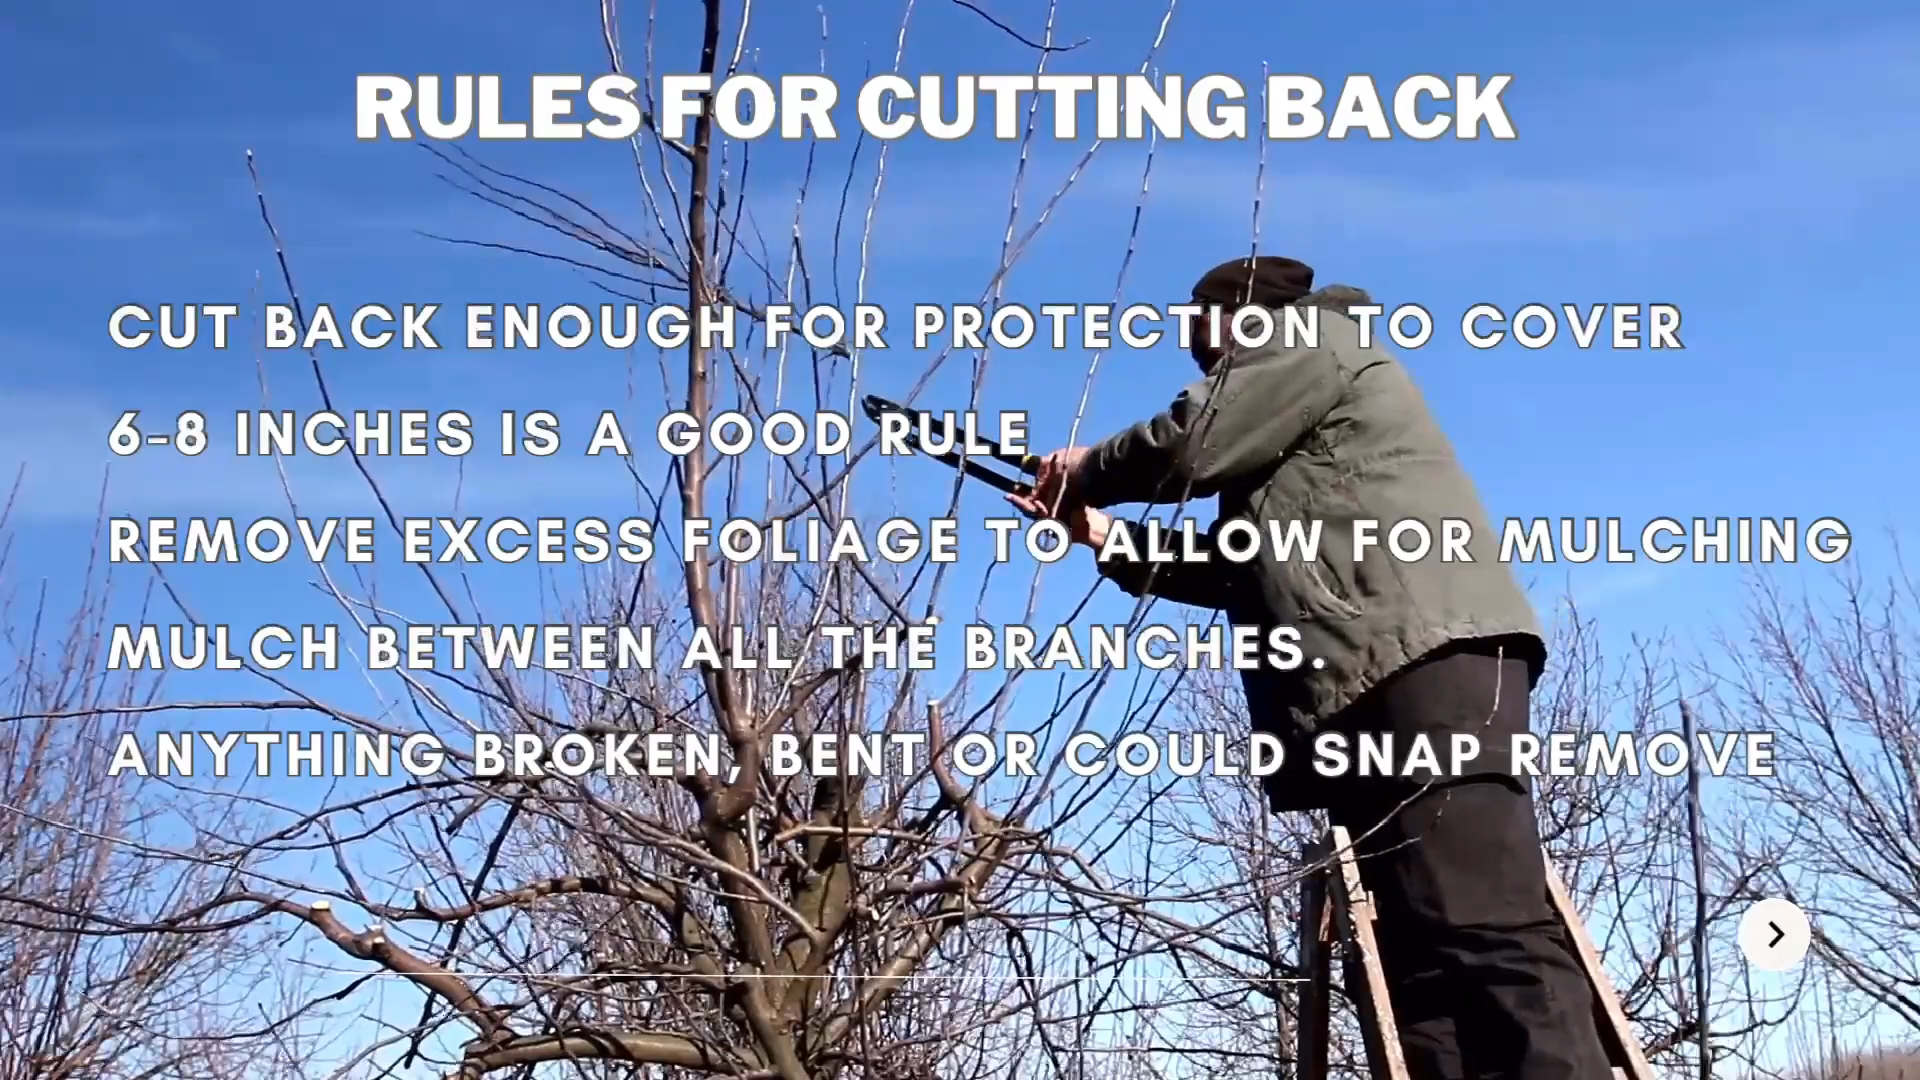 RULES FOR CUTTING BACK
CUT BACK ENOUGH FOR PROTECTION TO COVER
6-8 INCHES IS A GOOD RULE
REMOVE EXCESS FOLIAGE TO ALLOW FOR MULCHING
MULCH BETWEEN ALL THE BRANCHES.
ANYTHING BROKEN, BENT OR COULD SNAP REMOVE